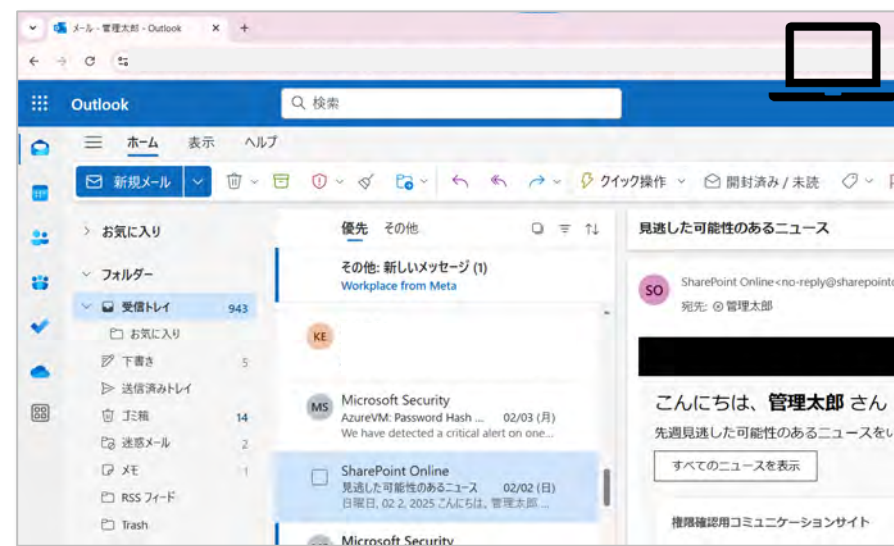 メール - 管理太郎 - Outlook
Outlook
検索
ホーム 表示 ヘルプ
新規メール
クイック操作
開封済み / 未読
お気に入り
フォルダー
受信トレイ 943
お気に入り
下書き 5
送信済みトレイ
ゴミ箱 14
迷惑メール 2
メモ 1
RSS フィード
Trash
優先 その他
その他: 新しいメッセージ (1)
Workplace from Meta
KE
MS
Microsoft Security
AzureVM: Password Hash ... 02/03 (月)
We have detected a critical alert on one...
SharePoint Online
見逃した可能性のあるニュース 02/02 (日)
日曜日, 02 2, 2025 こんにちは、管理太郎 ...
Microsoft Security
見逃した可能性のあるニュース
SO
SharePoint Online<no-reply@sharepoint
宛先: 管理太郎
こんにちは、管理太郎 さん
先週見逃した可能性のあるニュースを
すべてのニュースを表示
権限確認用コミュニケーションサイト